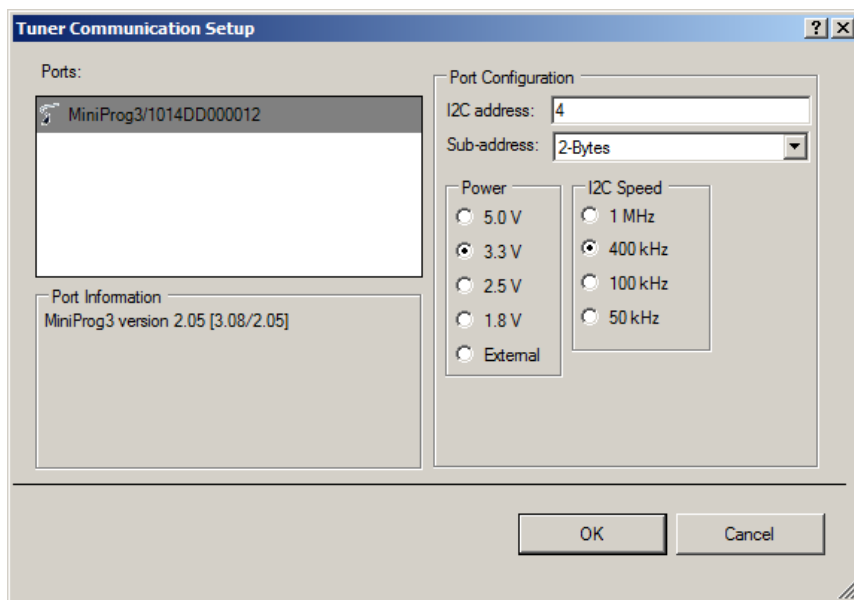 Tuner Communication Setup
Ports:
MiniProg3/1014DD000012
Port Information
MiniProg3 version 2.05 [3.08/2.05]
Port Configuration
I2C address: 4
Sub-address: 2-Bytes
Power
5.0 V
3.3 V
2.5 V
1.8 V
External
I2C Speed
1 MHz
400 kHz
100 kHz
50 kHz
OK
Cancel